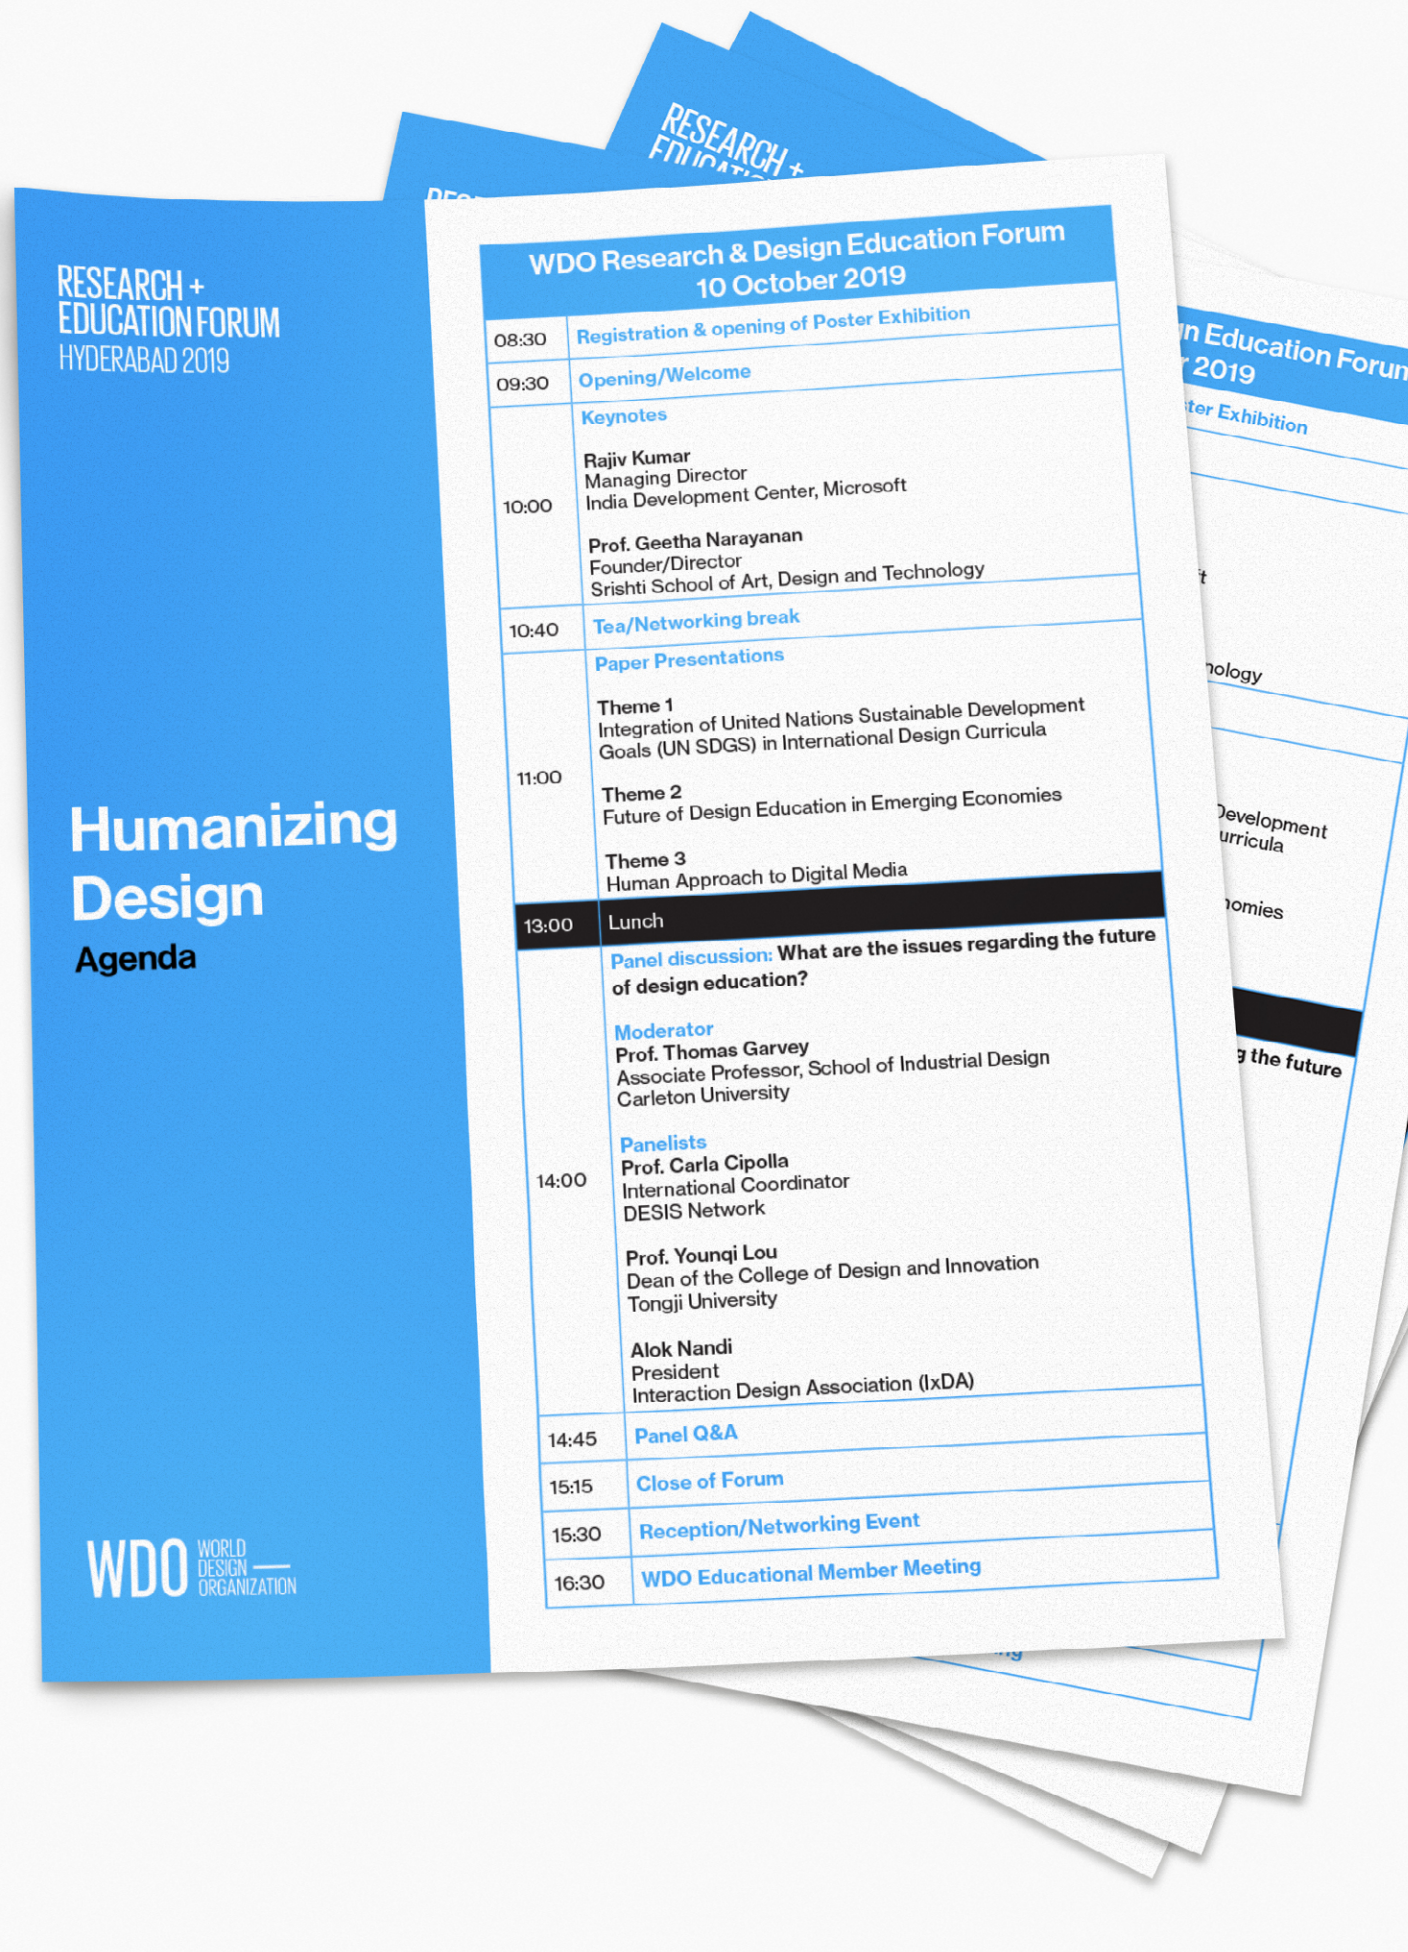 RESEARCH +
EDUCATION FORUM
HYDERABAD 2019
Humanizing
Design
Agenda
WDO WORLD
DESIGN
ORGANIZATION
WDO Research & Design Education Forum
10 October 2019
08:30 Registration & opening of Poster Exhibition
09:30 Opening/Welcome
10:00
Keynotes
Rajiv Kumar
Managing Director
India Development Center, Microsoft
Prof. Geetha Narayanan
Founder/Director
Srishti School of Art, Design and Technology
10:40 Tea/Networking break
11:00
Paper Presentations
Theme 1
Integration of United Nations Sustainable Development
Goals (UN SDGS) in International Design Curricula
Theme 2
Future of Design Education in Emerging Economies
Theme 3
Human Approach to Digital Media
13:00 Lunch
14:00
Panel discussion: What are the issues regarding the future
of design education?
Moderator
Prof. Thomas Garvey
Associate Professor, School of Industrial Design
Carleton University
Panelists
Prof. Carla Cipolla
International Coordinator
DESIS Network
Prof. Younqi Lou
Dean of the College of Design and Innovation
Tongji University
Alok Nandi
President
Interaction Design Association (IxDA)
14:45 Panel Q&A
15:15 Close of Forum
15:30 Reception/Networking Event
16:30 WDO Educational Member Meeting
RESEARCH +
Education Forum
2019
Exhibition
Development
g the future